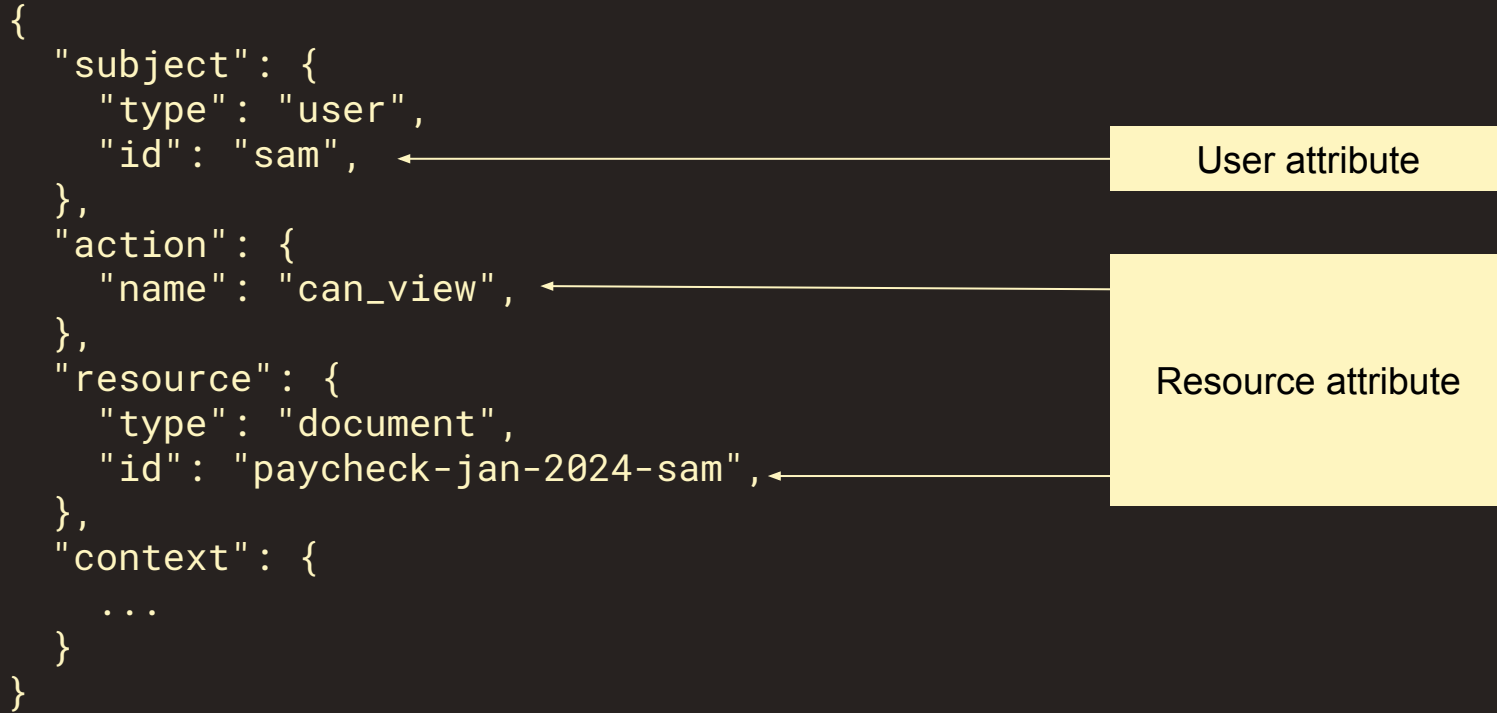 {
"subject": {
"type": "user",
"id": "sam",
},
"action": {
"name": "can_view",
},
"resource": {
"type": "document",
"id": "paycheck-jan-2024-sam",
},
"context": {
...
}
}
User attribute
Resource attribute